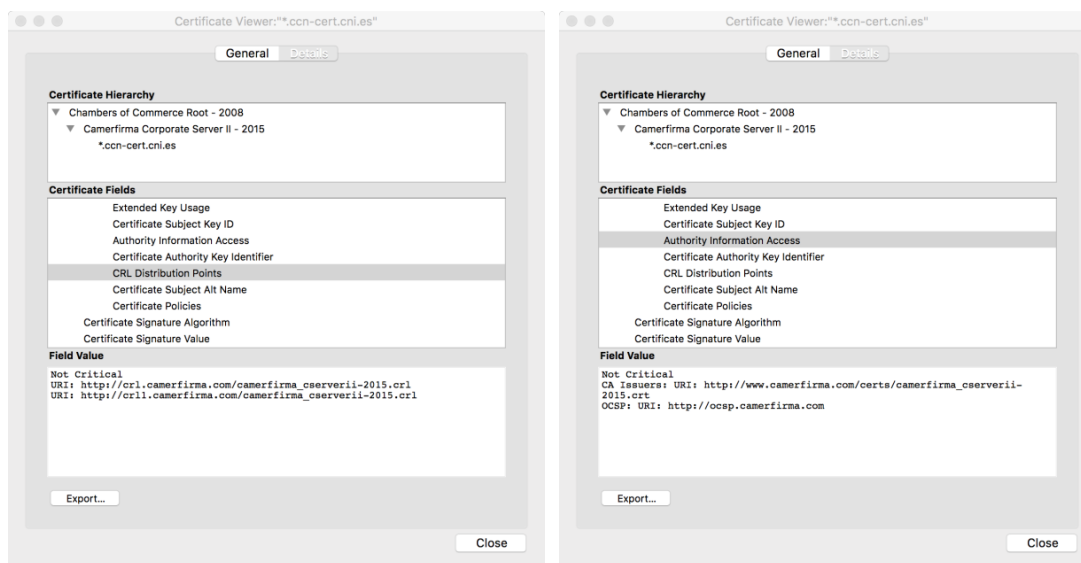 Certificate Viewer:"*.ccn-cert.cni.es"
General Details
Certificate Hierarchy
Chambers of Commerce Root - 2008
Camerfirma Corporate Server II - 2015
*.ccn-cert.cni.es
Certificate Fields
Extended Key Usage
Certificate Subject Key ID
Authority Information Access
Certificate Authority Key Identifier
CRL Distribution Points
Certificate Subject Alt Name
Certificate Policies
Certificate Signature Algorithm
Certificate Signature Value
Field Value
Not Critical
URI: http://crl.camerfirma.com/camerfirma_cserverii-2015.crl
URI: http://crl1.camerfirma.com/camerfirma_cserverii-2015.crl
Export...
Close
Certificate Viewer:"*.ccn-cert.cni.es"
General Details
Certificate Hierarchy
Chambers of Commerce Root - 2008
Camerfirma Corporate Server II - 2015
*.ccn-cert.cni.es
Certificate Fields
Extended Key Usage
Certificate Subject Key ID
Authority Information Access
Certificate Authority Key Identifier
CRL Distribution Points
Certificate Subject Alt Name
Certificate Policies
Certificate Signature Algorithm
Certificate Signature Value
Field Value
Not Critical
CA Issuers: URI: http://www.camerfirma.com/certs/camerfirma_cserverii-
2015.crt
OCSP: URI: http://ocsp.camerfirma.com
Export...
Close